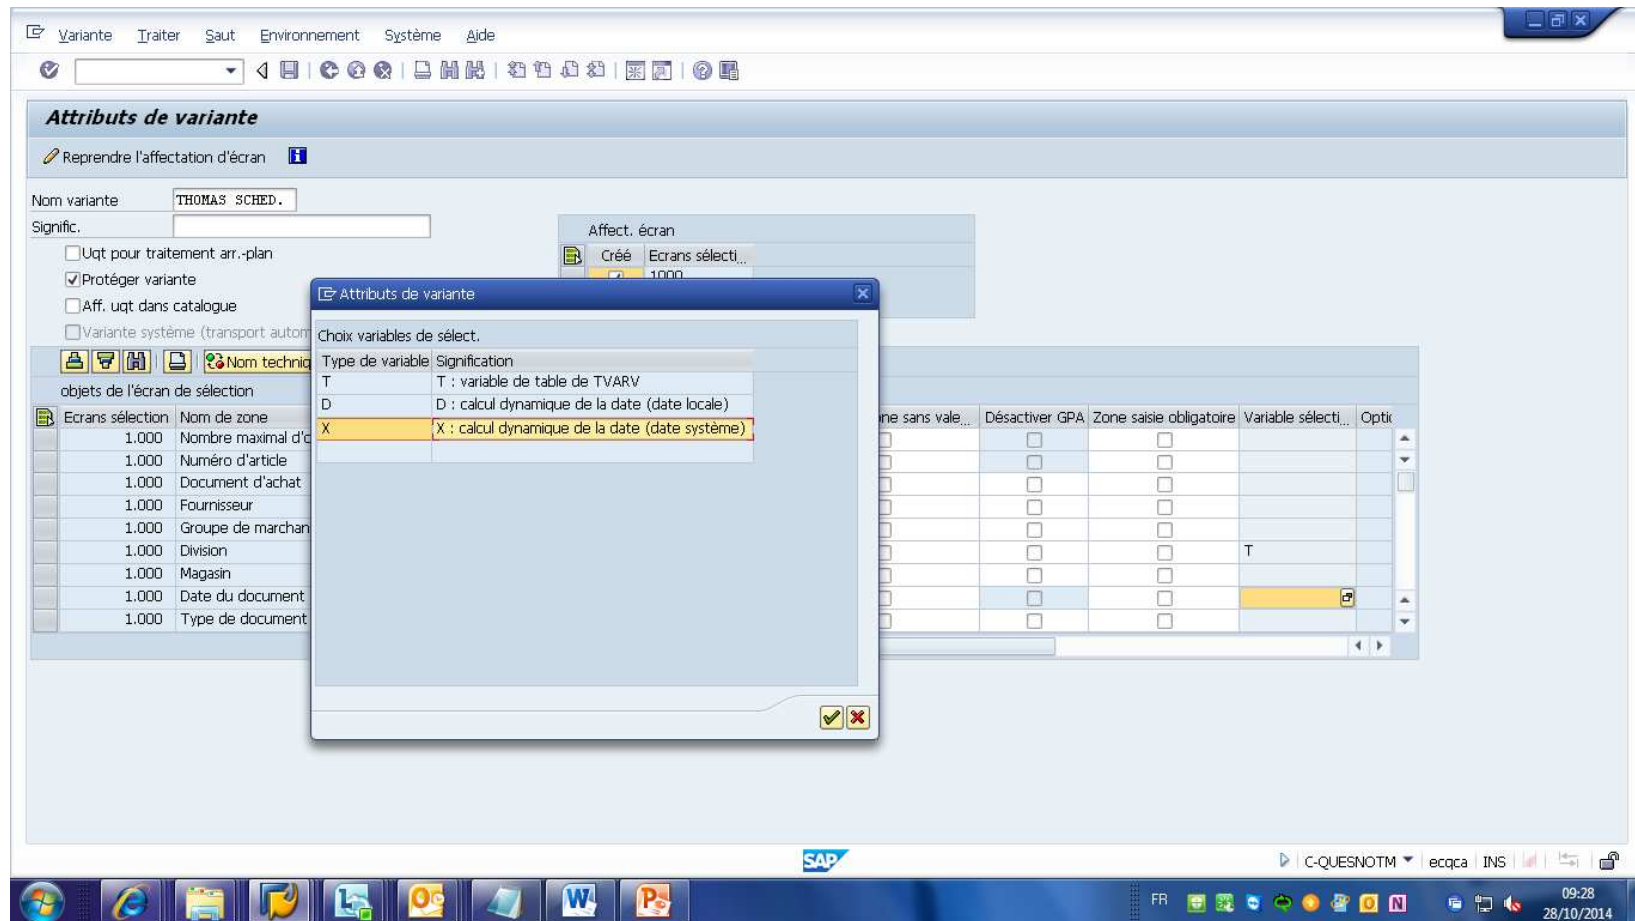 Variante Traiter Saut Environnement Système Aide
Attributs de variante
Reprendre l'affectation d'écran
Nom variante THOMAS SCHED.
Signific.
Affect. écran
Uqt pour traitement arr.-plan
Créé Ecrans sélecti...
Protéger variante
1000
Aff. uqt dans catalogue
Variante système (transport autom
Attributs de variante
Choix variables de sélect.
Type de variable Signification
T T : variable de table de TVARV
D D : calcul dynamique de la date (date locale)
X X : calcul dynamique de la date (date système)
Nom techniq
objets de l'écran de sélection
Ecrans sélection Nom de zone ne sans vale... Désactiver GPA Zone saisie obligatoire Variable sélecti... Optic
1.000 Nombre maximal d'o
1.000 Numéro d'article
1.000 Document d'achat
1.000 Fournisseur
1.000 Groupe de marchan
1.000 Division T
1.000 Magasin
1.000 Date du document
1.000 Type de document
SAP C-QUESNOTM ecqca INS
FR 09:28
28/10/2014